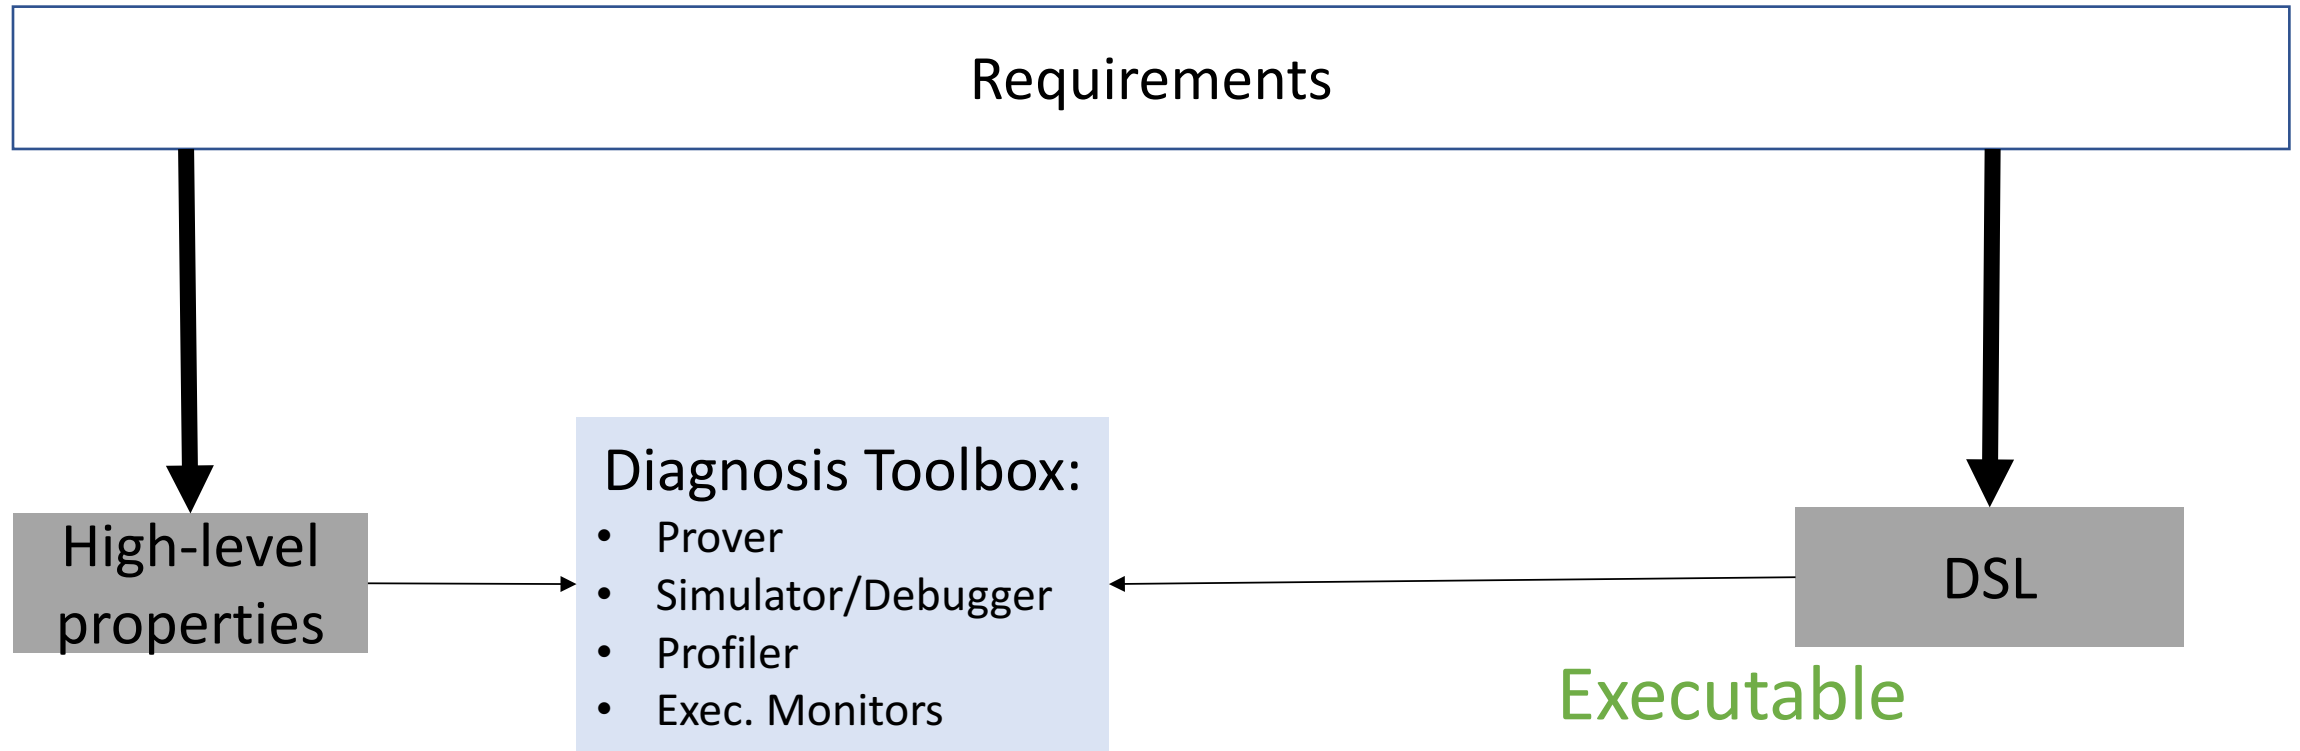 Requirements
High-level
properties
Diagnosis Toolbox:
• Prover
• Simulator/Debugger
• Profiler
• Exec. Monitors
DSL
Executable